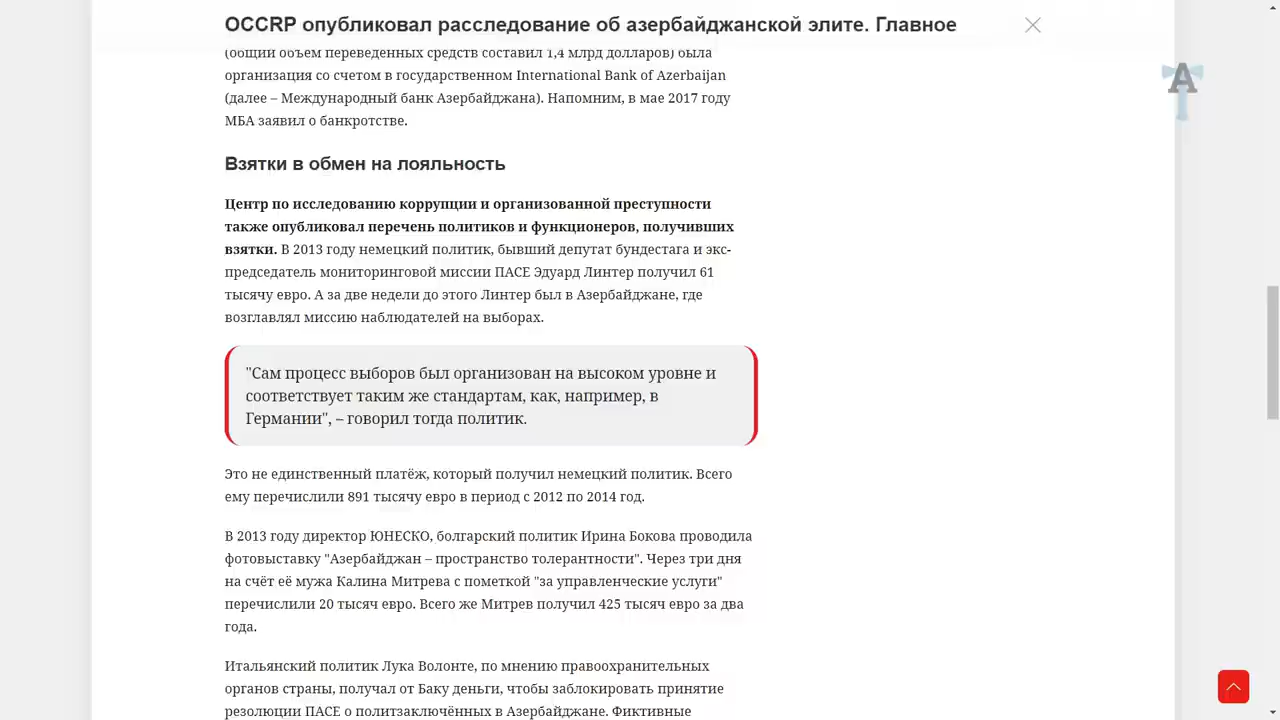 OCCRP опубликовал расследование об азербайджанской элите. Главное
(общий объем переведенных средств составил 1,4 млрд долларов) была
организация со счетом в государственном International Bank of Azerbaijan
(далее – Международный банк Азербайджана). Напомним, в мае 2017 году
МБА заявил о банкротстве.
Взятки в обмен на лояльность
Центр по исследованию коррупции и организованной преступности
также опубликовал перечень политиков и функционеров, получивших
взятки. В 2013 году немецкий политик, бывший депутат бундестага и экс-
председатель мониторинговой миссии ПАСЕ Эдуард Линтер получил 61
тысячу евро. А за две недели до этого Линтер был в Азербайджане, где
возглавлял миссию наблюдателей на выборах.
"Сам процесс выборов был организован на высоком уровне и
соответствует таким же стандартам, как, например, в
Германии", – говорил тогда политик.
Это не единственный платёж, который получил немецкий политик. Всего
ему перечислили 891 тысячу евро в период с 2012 по 2014 год.
В 2013 году директор ЮНЕСКО, болгарский политик Ирина Бокова проводила
фотовыставку "Азербайджан – пространство толерантности". Через три дня
на счёт её мужа Калина Митрева с пометкой "за управленческие услуги"
перечислили 20 тысяч евро. Всего же Митрев получил 425 тысяч евро за два
года.
Итальянский политик Лука Волонте, по мнению правоохранительных
органов страны, получал от Баку деньги, чтобы заблокировать принятие
резолюции ПАСЕ о политзаключённых в Азербайджане. Фиктивные
A